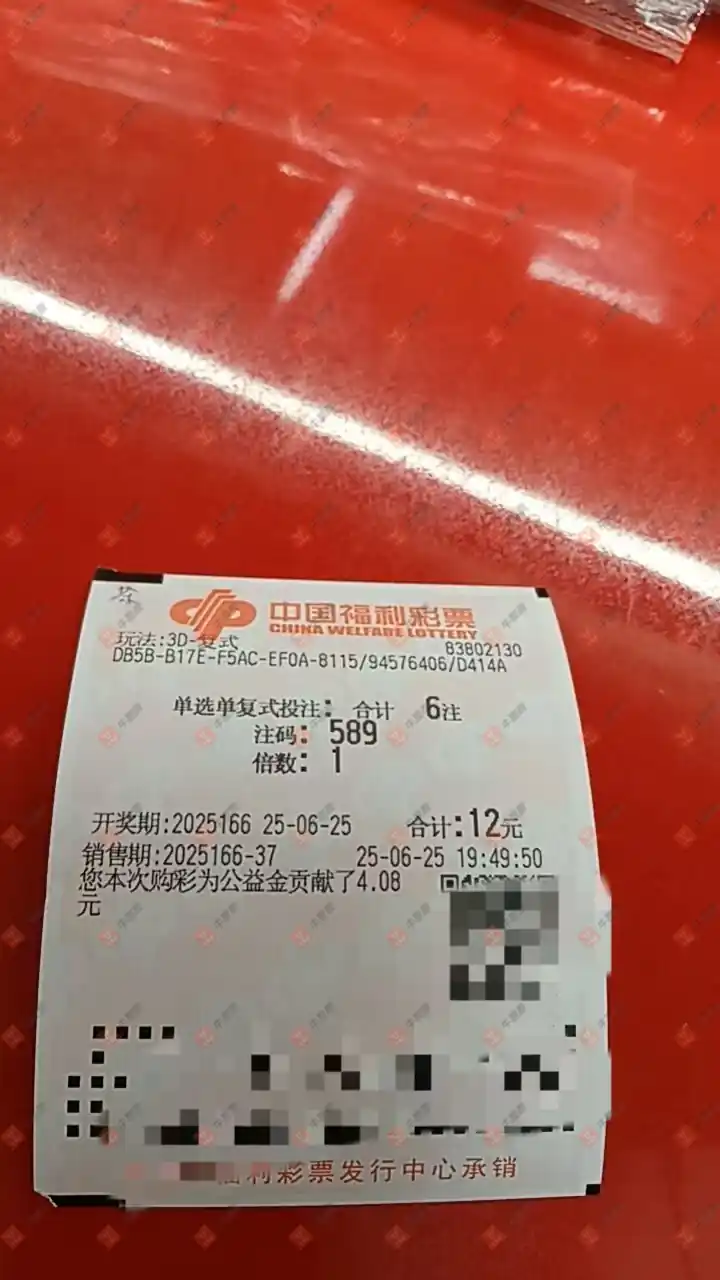 中国福利彩票
CHINA WELFARE LOTTERY
玩法:3D-复式
83802130
DB5B-B17E-F5AC-EF0A-8115/94576406/D414A
单选单复式投注: 合计 6注
注码: 589
倍数: 1
开奖期:2025166 25-06-25 合计:12元
销售期:2025166-37 25-06-25 19:49:50
您本次购彩为公益金贡献了4.08
元
福利彩票发行中心承销